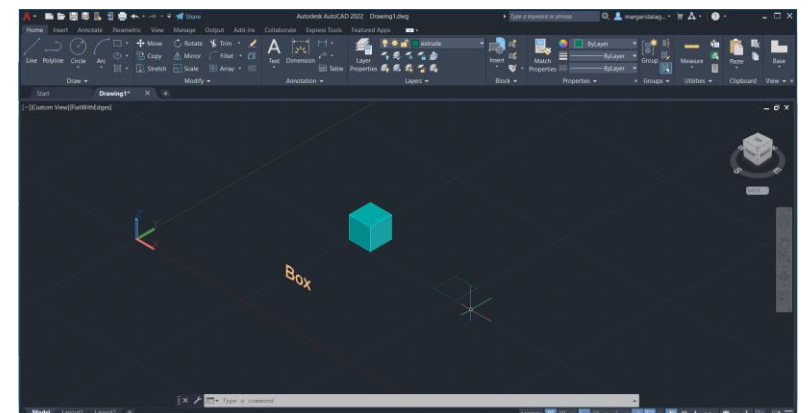 Share Autodesk AutoCAD 2022 Drawing1.dwg Type a keyword or phrase margaridatag...
Home Insert Annotate Parametric View Manage Output Add-ins Collaborate Express Tools Featured Apps
Move Rotate Trim extrude ByLayer
Line Polyline Circle Arc Copy Mirror Fillet Text Dimension Layer Properties Insert Match Properties ByLayer Group Measure Paste Base
Stretch Scale Array Table ByLayer
Draw Modify Annotation Layers Block Properties Groups Utilities Clipboard View
Start Drawing1*
[-][Custom View][FlatWithEdges]
Box
Type a command
Model Layout1 Layout2